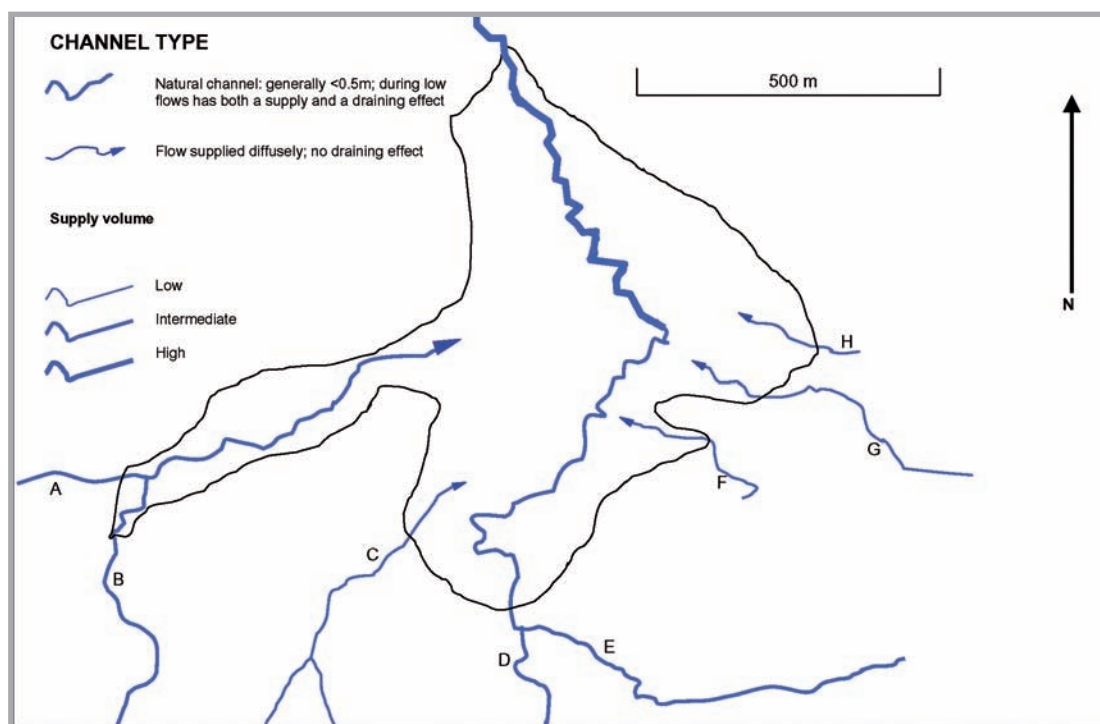 CHANNEL TYPE
Natural channel: generally <0.5m; during low
flows has both a supply and a draining effect
Flow supplied diffusely; no draining effect
Supply volume
Low
Intermediate
High
500 m
N
A
B
C
D
E
F
G
H